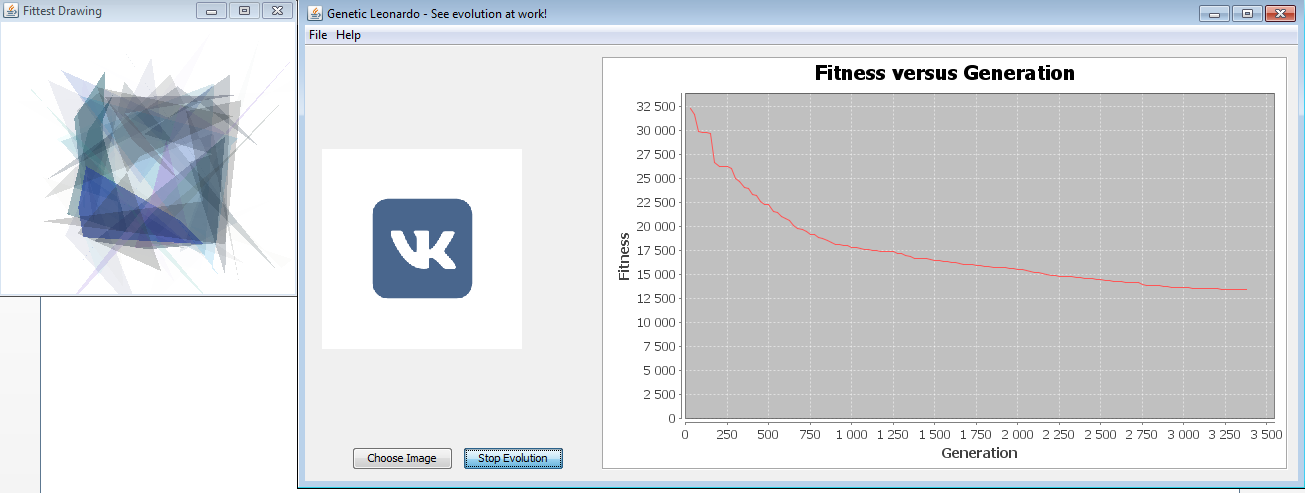 Fittest Drawing
Genetic Leonardo - See evolution at work!
File Help
Fitness versus Generation
VK
Fitness
32 500
30 000
27 500
25 000
22 500
20 000
17 500
15 000
12 500
10 000
7 500
5 000
2 500
0
0 250 500 750 1 000 1 250 1 500 1 750 2 000 2 250 2 500 2 750 3 000 3 250 3 500
Generation
Choose Image Stop Evolution